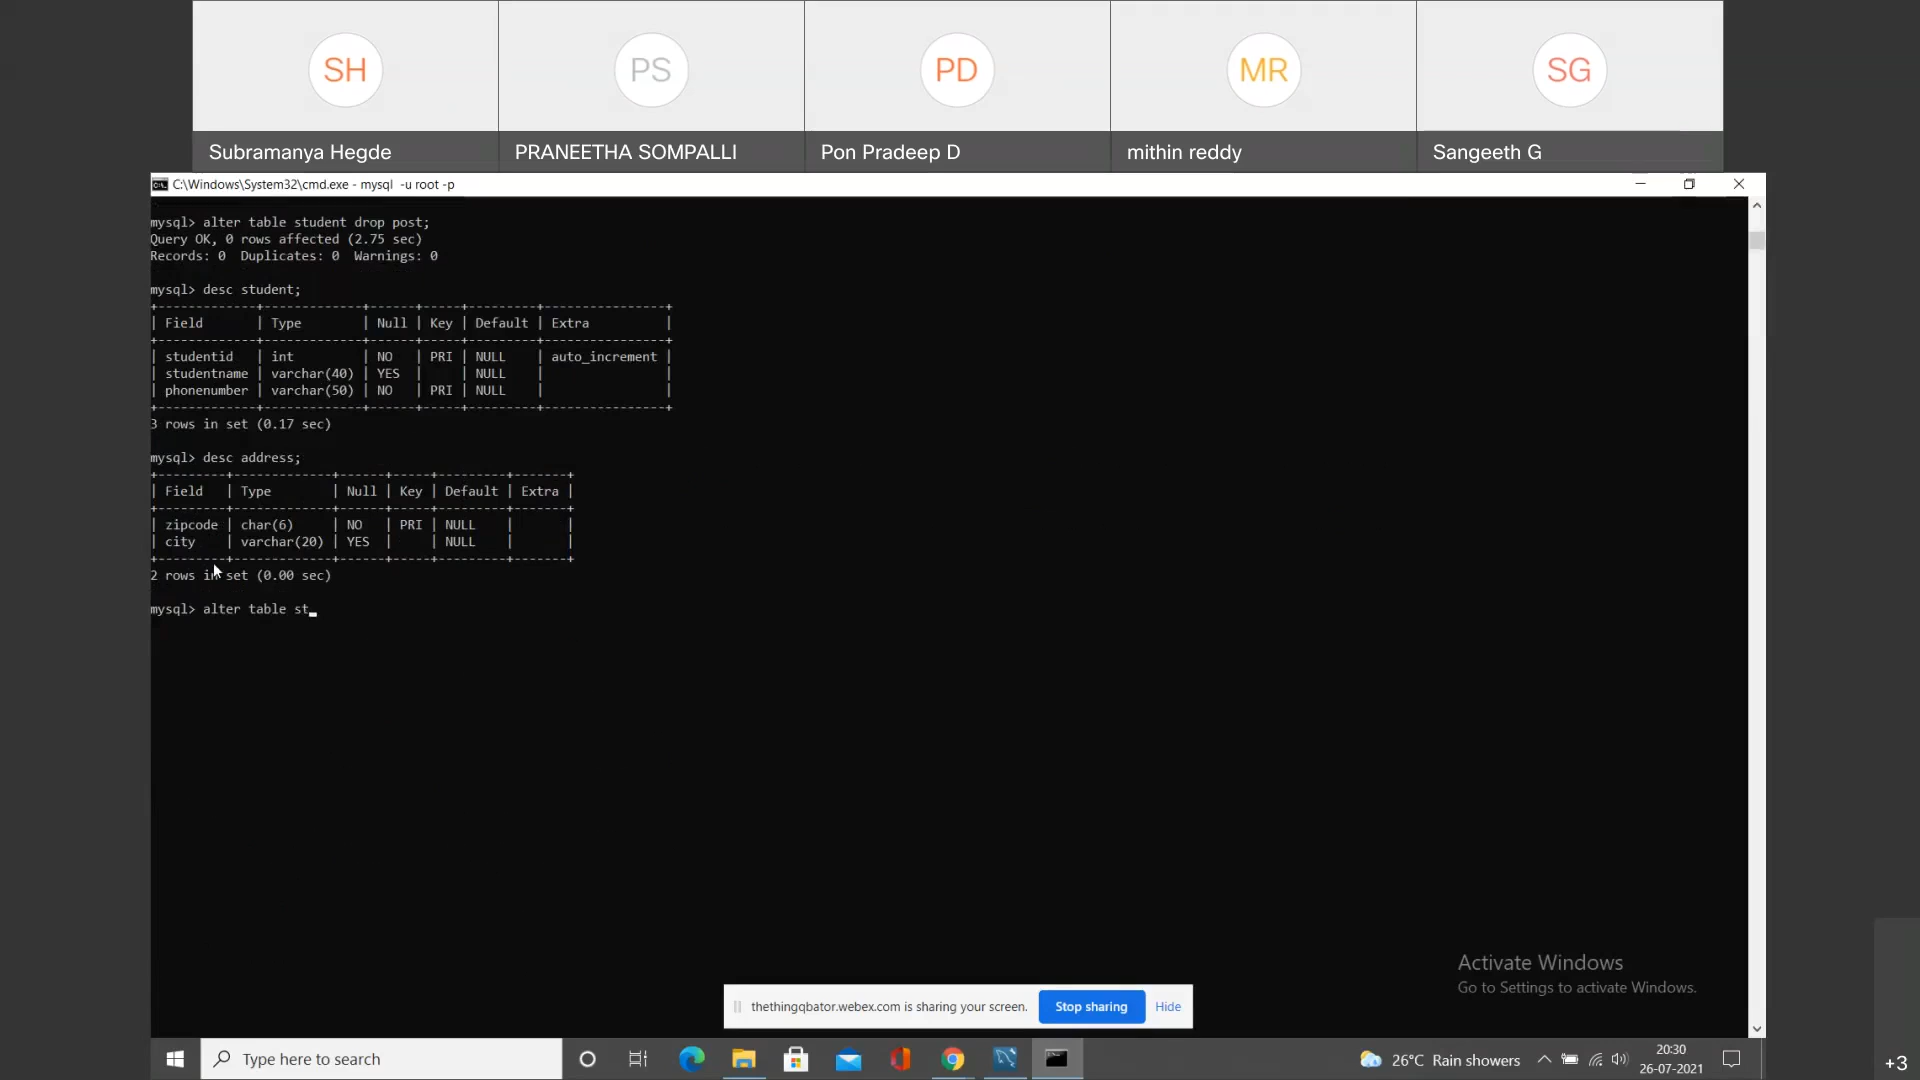 SH
PS
PD
MR
SG
Subramanya Hegde
PRANEETHA SOMPALLI
Pon Pradeep D
mithin reddy
Sangeeth G
C:\Windows\System32\cmd.exe - mysql -u root -p
mysql> alter table student drop post;
Query OK, 0 rows affected (2.75 sec)
Records: 0 Duplicates: 0 Warnings: 0
mysql> desc student;
+-------------+-------------+------+-----+---------+----------------+
| Field | Type | Null | Key | Default | Extra |
+-------------+-------------+------+-----+---------+----------------+
| studentid | int | NO | PRI | NULL | auto_increment |
| studentname | varchar(40) | YES | | NULL | |
| phonenumber | varchar(50) | NO | PRI | NULL | |
+-------------+-------------+------+-----+---------+----------------+
3 rows in set (0.17 sec)
mysql> desc address;
+---------+-------------+------+-----+---------+-------+
| Field | Type | Null | Key | Default | Extra |
+---------+-------------+------+-----+---------+-------+
| zipcode | char(6) | NO | PRI | NULL | |
| city | varchar(20) | YES | | NULL | |
+---------+-------------+------+-----+---------+-------+
2 rows in set (0.00 sec)
mysql> alter table st_
Activate Windows
Go to Settings to activate Windows.
thethingqbator.webex.com is sharing your screen.
Stop sharing
Hide
Type here to search
26°C Rain showers
20:30
26-07-2021
+3